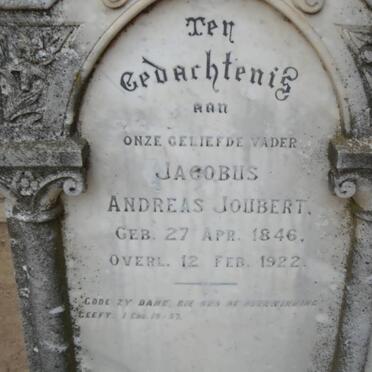 Ter
Gedachtenis
aan
ONZE GELIEFDE VADER
JACOBUS
ANDREAS JOUBERT.
GEB. 27 APR. 1846.
OVERL. 12 FEB. 1922.
GODE ZY DANK, DIE ONS DE OVERWINNING
GEEFT. 1 COR. 15-57.